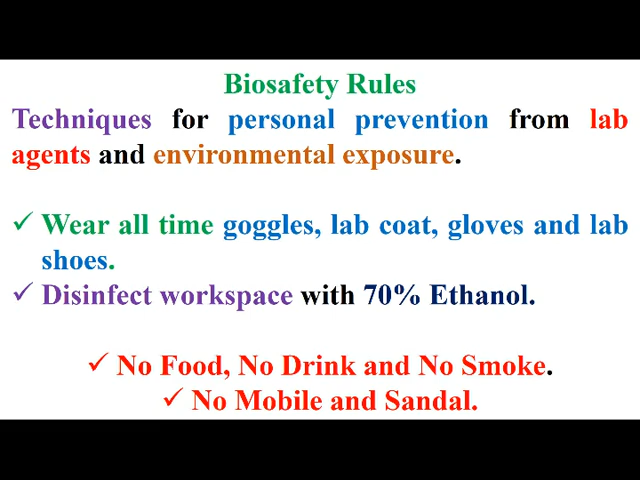 Biosafety Rules
Techniques for personal prevention from lab
agents and environmental exposure.
✓ Wear all time goggles, lab coat, gloves and lab
shoes.
✓ Disinfect workspace with 70% Ethanol.
✓ No Food, No Drink and No Smoke.
✓ No Mobile and Sandal.